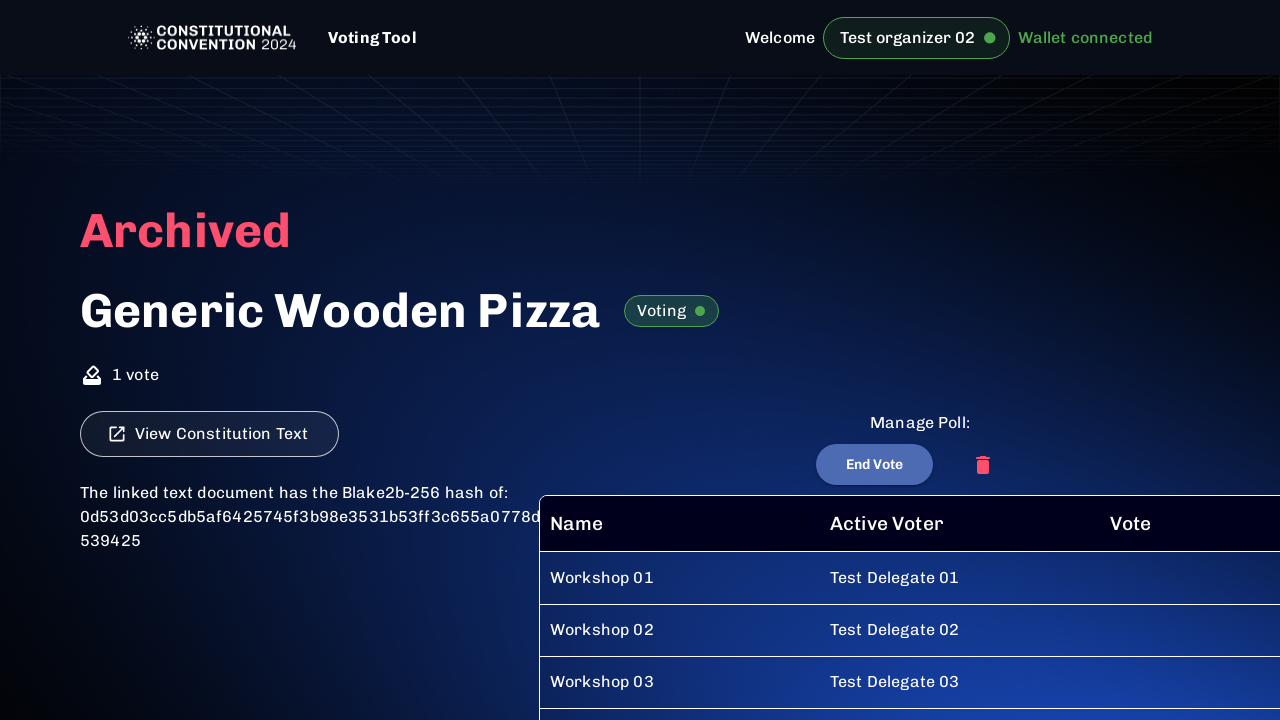 CONSTITUTIONAL
CONVENTION 2024
Voting Tool
Welcome
Test organizer 02
Wallet connected
Archived
Generic Wooden Pizza
Voting
1 vote
View Constitution Text
Manage Poll:
End Vote
The linked text document has the Blake2b-256 hash of:
0d53d03cc5db5af6425745f3b98e3531b53ff3c655a0778d
539425
Name Active Voter Vote
Workshop 01 Test Delegate 01
Workshop 02 Test Delegate 02
Workshop 03 Test Delegate 03